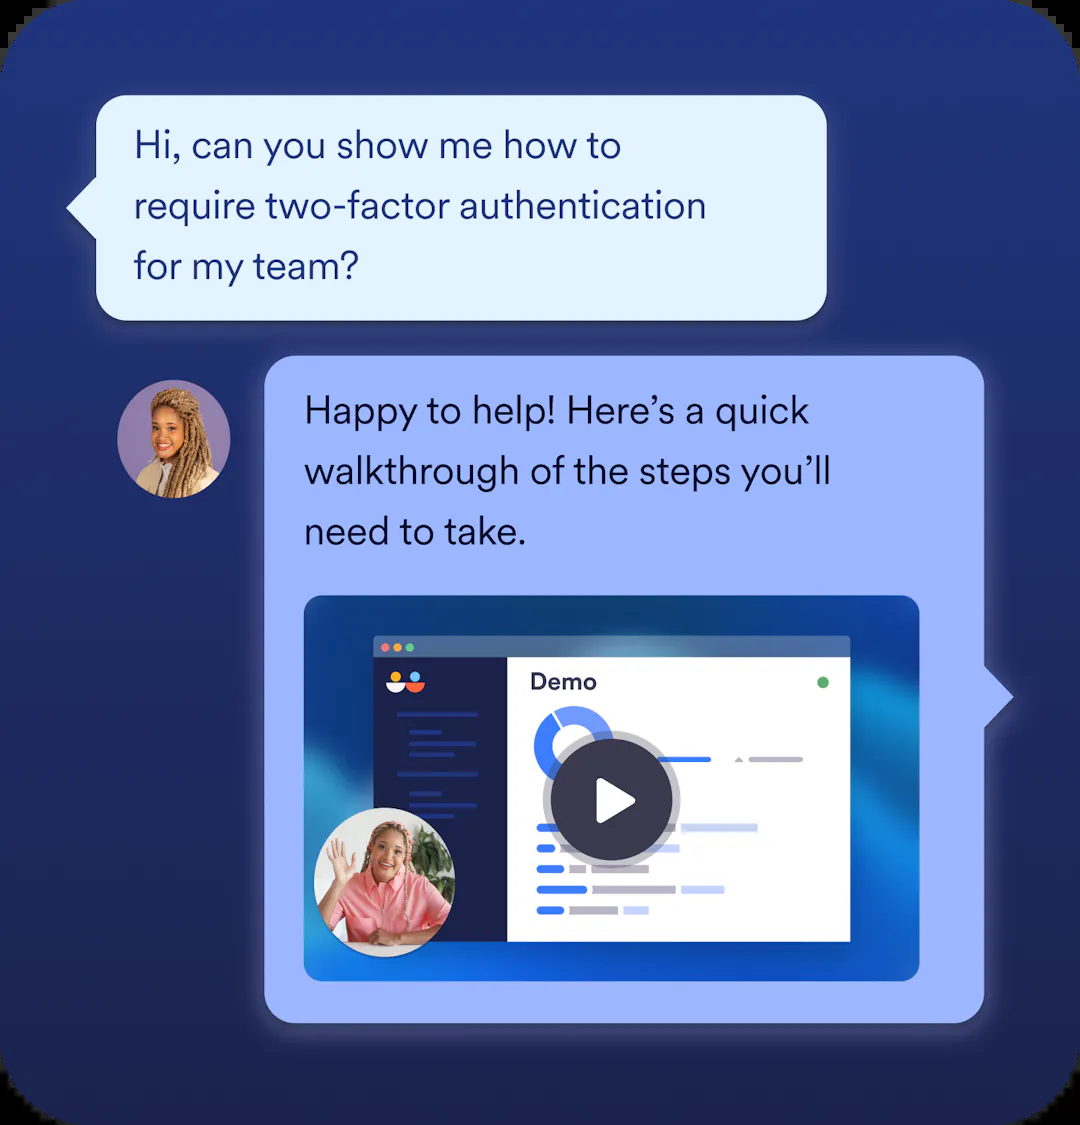 Hi, can you show me how to
require two-factor authentication
for my team?
Happy to help! Here’s a quick
walkthrough of the steps you’ll
need to take.
Demo